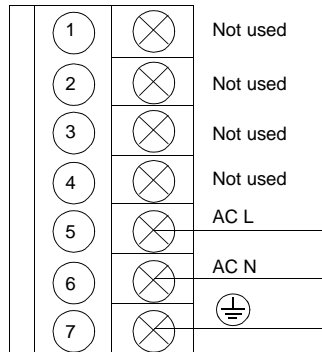 1 Not used
2 Not used
3 Not used
4 Not used
5 AC L
6 AC N
7